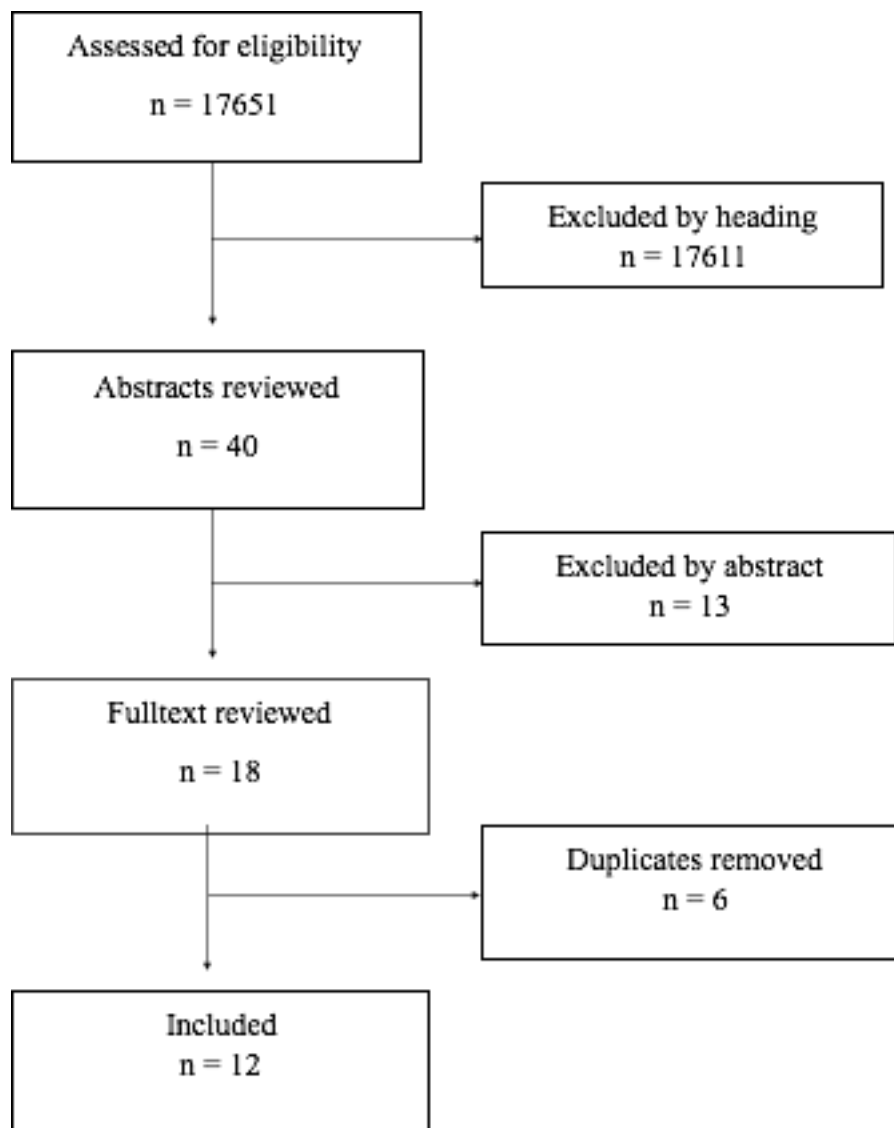 Assessed for eligibility
n = 17651
Excluded by heading
n = 17611
Abstracts reviewed
n = 40
Excluded by abstract
n = 13
Fulltext reviewed
n = 18
Duplicates removed
n = 6
Included
n = 12